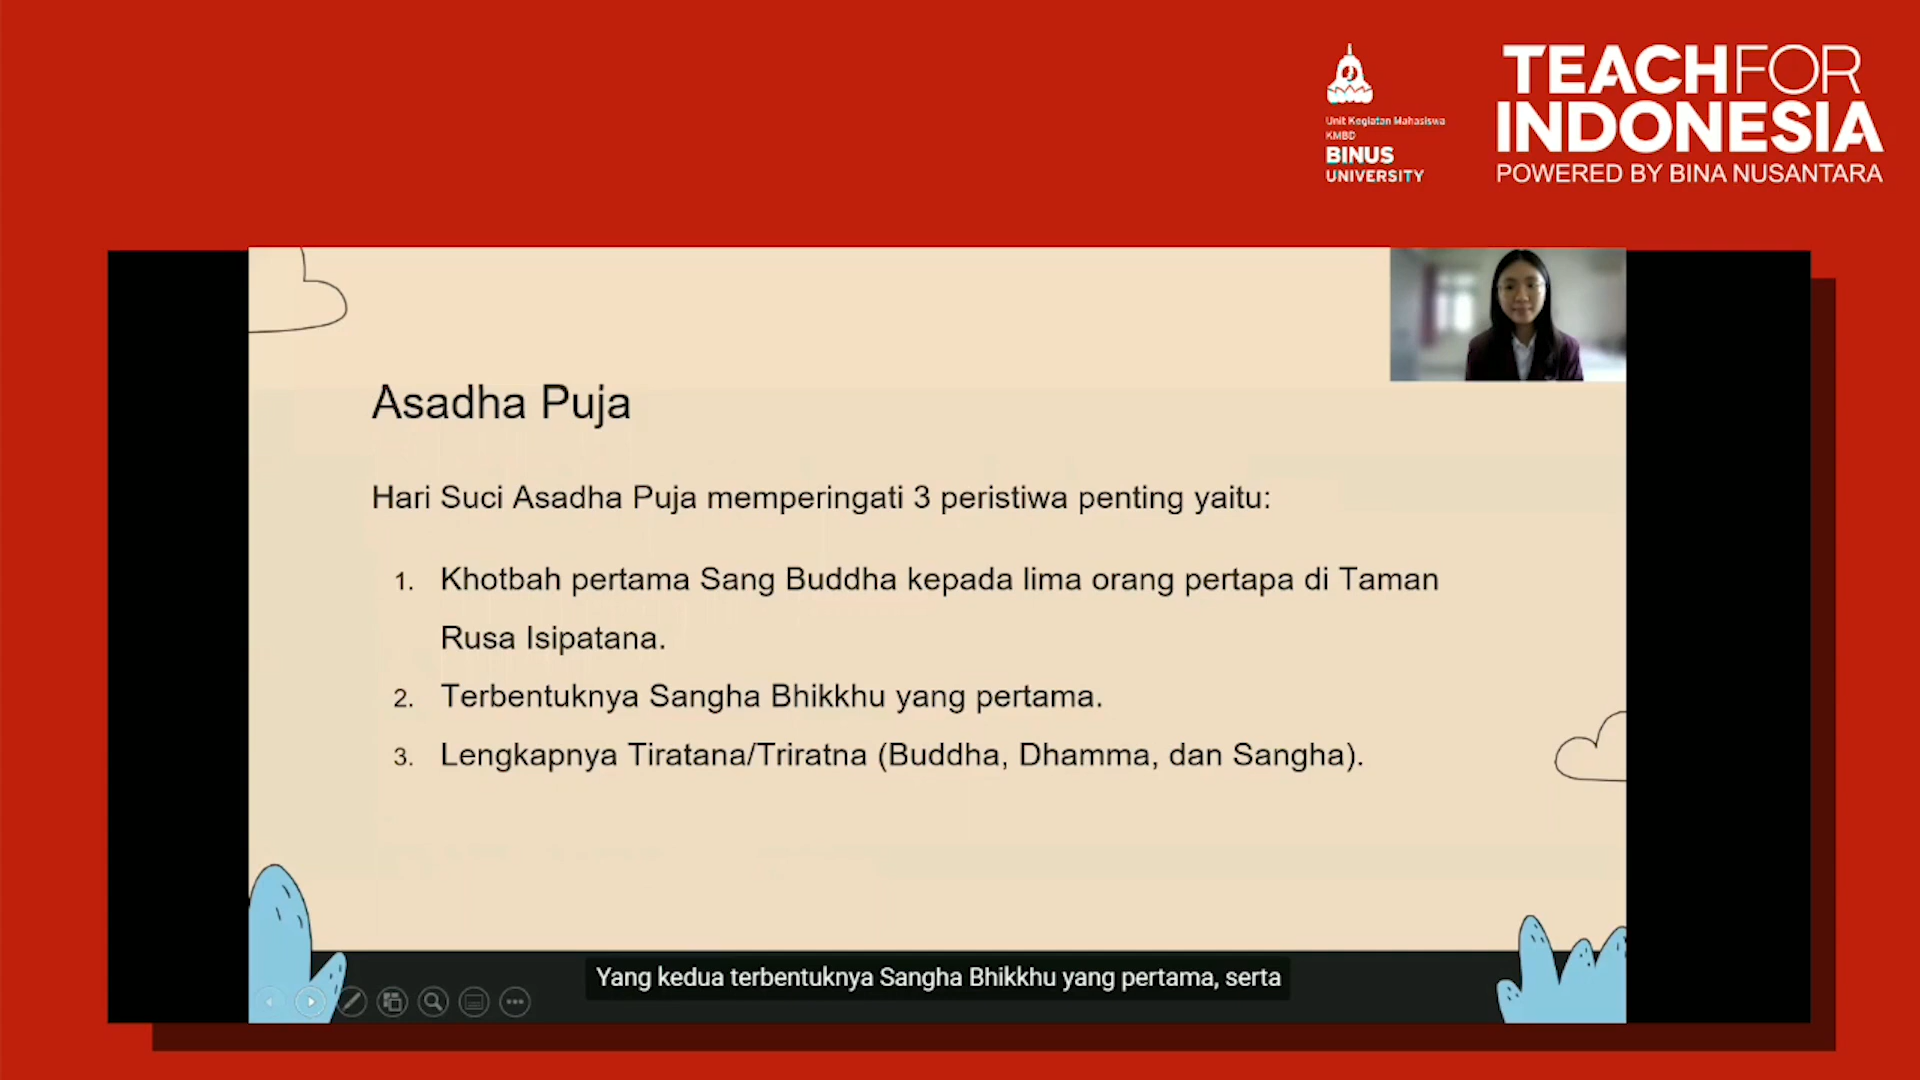 Unit Kegiatan Mahasiswa
KMBD
BINUS
UNIVERSITY
TEACHFOR
INDONESIA
POWERED BY BINA NUSANTARA
Asadha Puja
Hari Suci Asadha Puja memperingati 3 peristiwa penting yaitu:
1. Khotbah pertama Sang Buddha kepada lima orang pertapa di Taman
Rusa Isipatana.
2. Terbentuknya Sangha Bhikkhu yang pertama.
3. Lengkapnya Tiratana/Triratna (Buddha, Dhamma, dan Sangha).
Yang kedua terbentuknya Sangha Bhikkhu yang pertama, serta